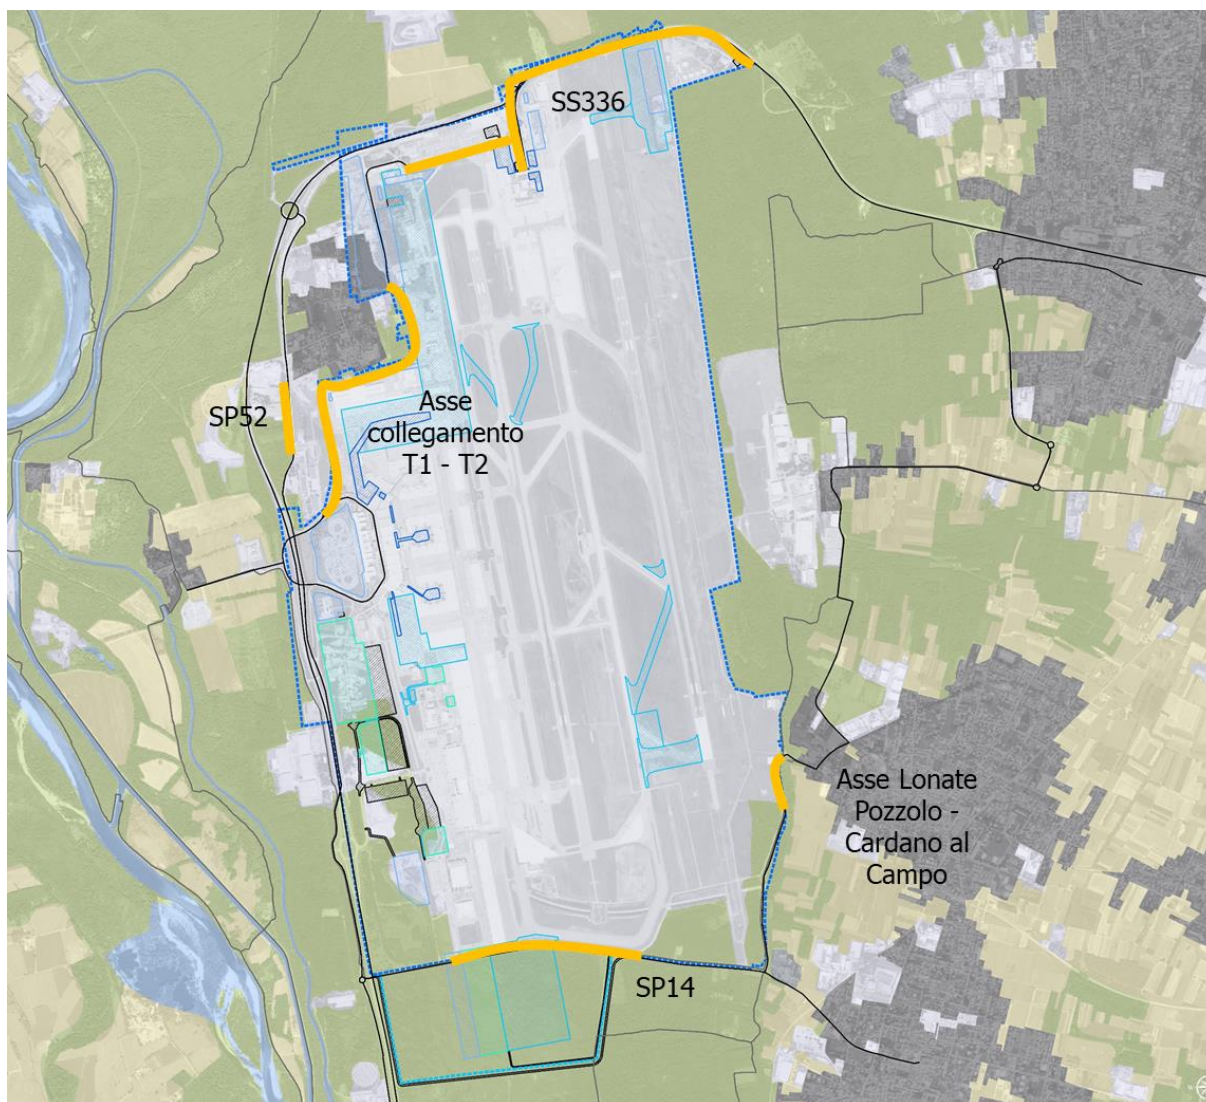 SS336
SP52
Asse
collegamento
T1 - T2
Asse Lonate
Pozzolo -
Cardano al
Campo
SP14